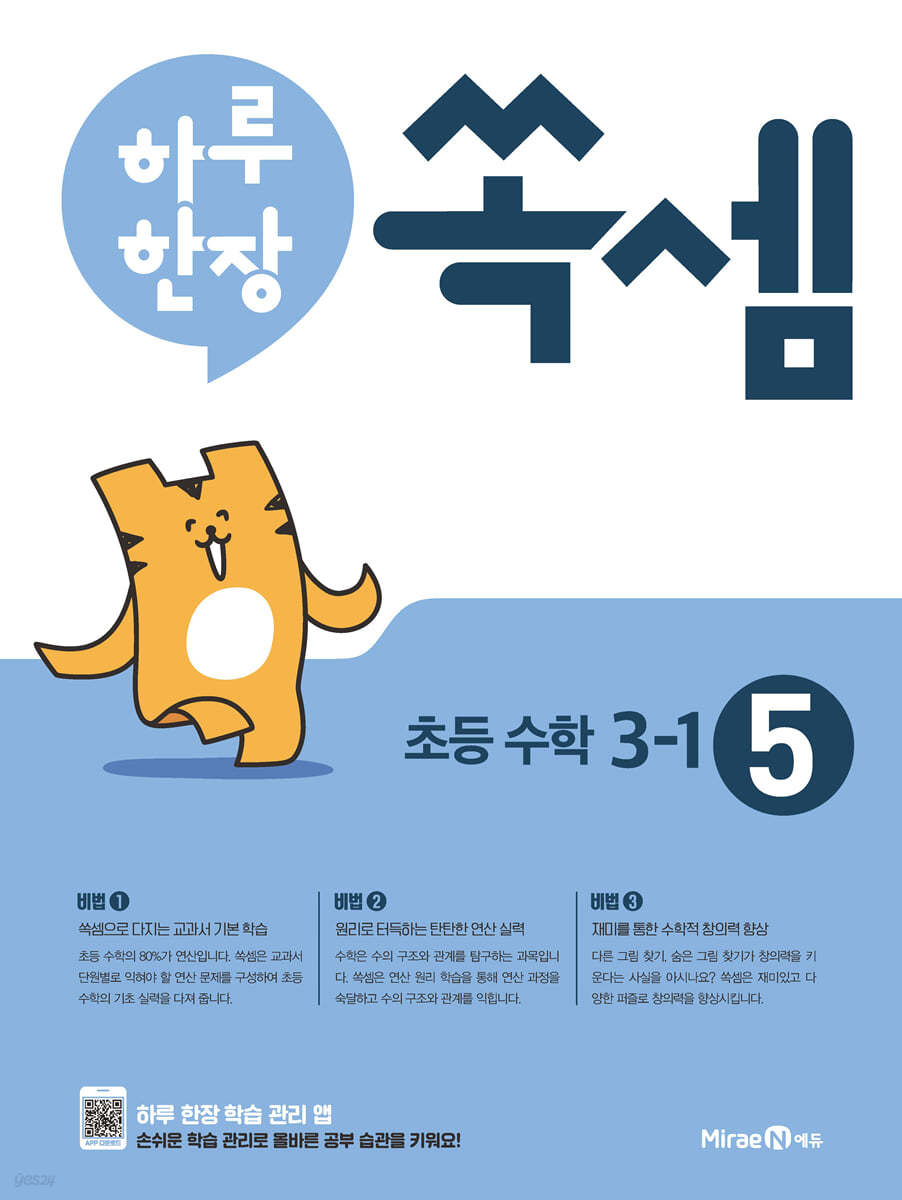 하루
한장
쏙셈
초등 수학 3-1 5
비법 1
쏙셈으로 다지는 교과서 기본 학습
초등 수학의 80%가 연산입니다. 쏙셈은 교과서
단원별로 익혀야 할 연산 문제를 구성하여 초등
수학의 기초 실력을 다져 줍니다.
비법 2
원리로 터득하는 탄탄한 연산 실력
수학은 수의 구조와 관계를 탐구하는 과목입니
다. 쏙셈은 연산 원리 학습을 통해 연산 과정을
숙달하고 수의 구조와 관계를 익힙니다.
비법 3
재미를 통한 수학적 창의력 향상
다른 그림 찾기, 숨은 그림 찾기가 창의력을 키
운다는 사실을 아시나요? 쏙셈은 재미있고 다
양한 퍼즐로 창의력을 향상시킵니다.
APP 다운로드
하루 한장 학습 관리 앱
손쉬운 학습 관리로 올바른 공부 습관을 키워요!
Mirae N 에듀
yes24